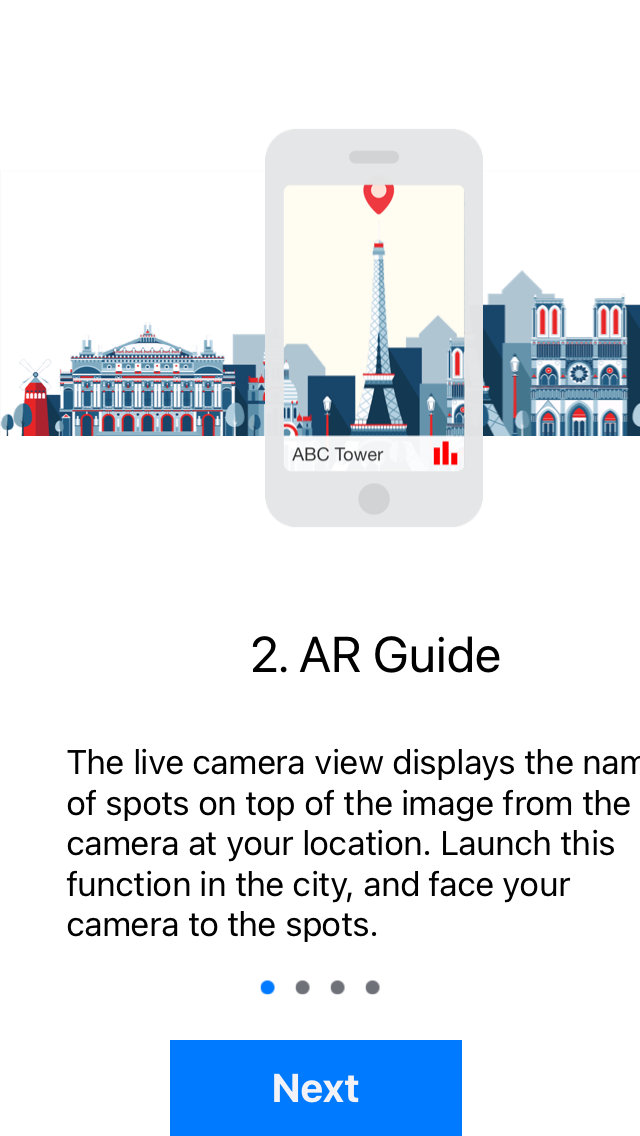 ABC Tower
2. AR Guide
The live camera view displays the nam
of spots on top of the image from the
camera at your location. Launch this
function in the city, and face your
camera to the spots.
Next